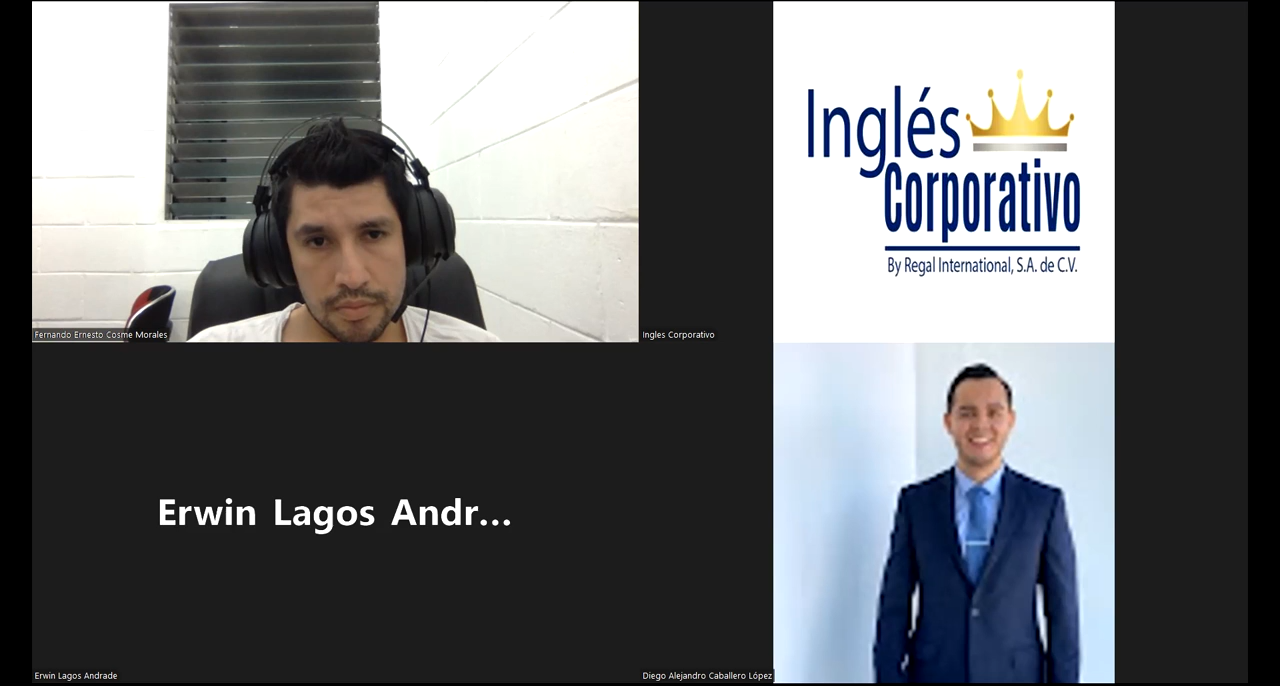 Inglés
Corporativo
By Regal International, S.A. de C.V.
Fernando Ernesto Cosme Morales
Ingles Corporativo
Erwin Lagos Andr...
Erwin Lagos Andrade
Diego Alejandro Caballero López